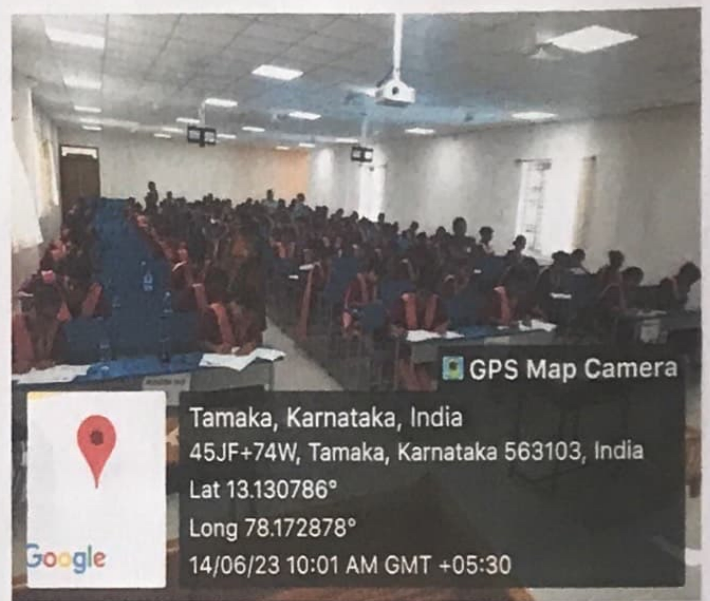 GPS Map Camera
Tamaka, Karnataka, India
45JF+74W, Tamaka, Karnataka 563103, India
Lat 13.130786°
Long 78.172878°
14/06/23 10:01 AM GMT +05:30
Google